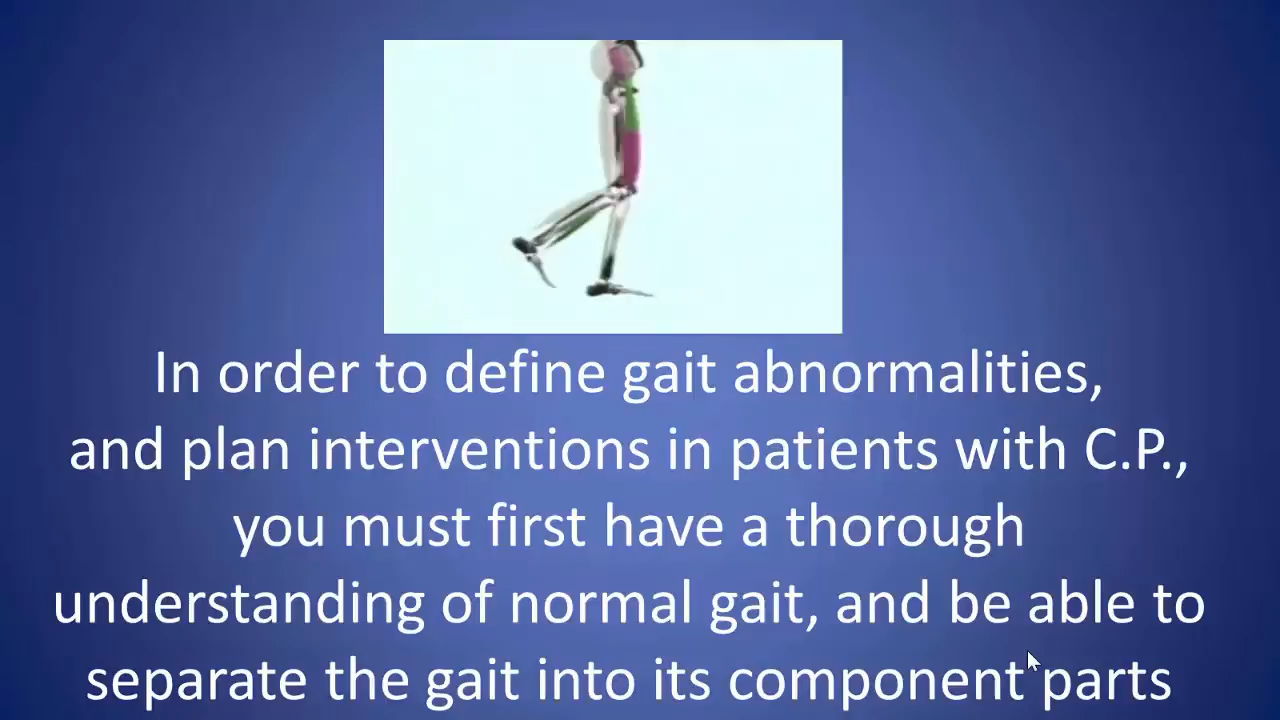 In order to define gait abnormalities,
and plan interventions in patients with C.P.,
you must first have a thorough
understanding of normal gait, and be able to
separate the gait into its component parts